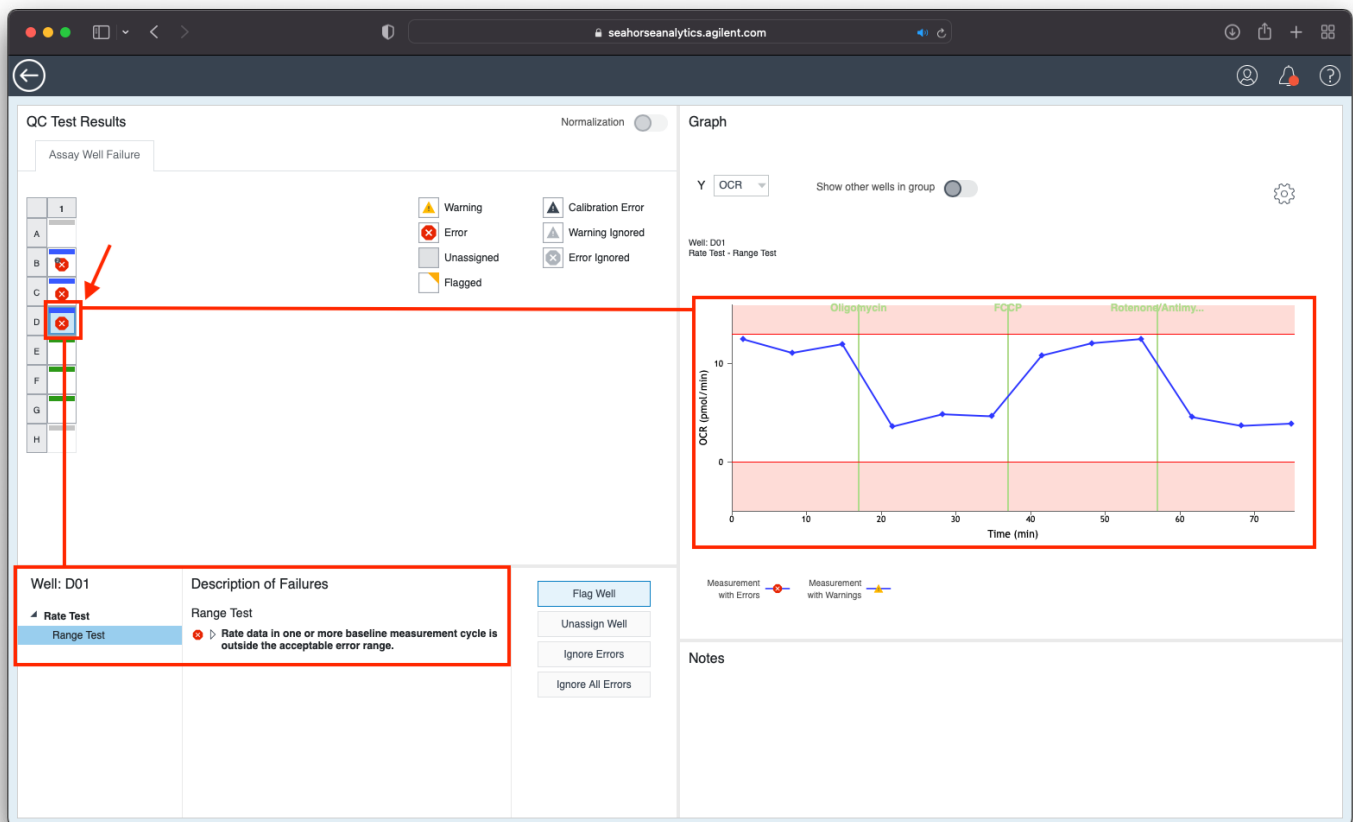 seahorseanalytics.agilent.com
QC Test Results
Normalization
Assay Well Failure
1
A
B
C
D
E
F
G
H
Warning
Error
Unassigned
Flagged
Calibration Error
Warning Ignored
Error Ignored
Well: D01
Rate Test
Range Test
Description of Failures
Range Test
Rate data in one or more baseline measurement cycle is
outside the acceptable error range.
Flag Well
Unassign Well
Ignore Errors
Ignore All Errors
Graph
Y OCR
Show other wells in group
Well: D01
Rate Test - Range Test
Oligomycin FCCP Rotenone/Antimy...
OCR (pmol/min)
10
0
0 10 20 30 40 50 60 70
Time (min)
Measurement
with Errors
Measurement
with Warnings
Notes